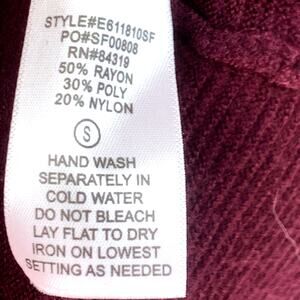 STYLE#E611810SF
PO#SF00808
RN#84319
50% RAYON
30% POLY
20% NYLON
S
HAND WASH
SEPARATELY IN
COLD WATER
DO NOT BLEACH
LAY FLAT TO DRY
IRON ON LOWEST
SETTING AS NEEDED